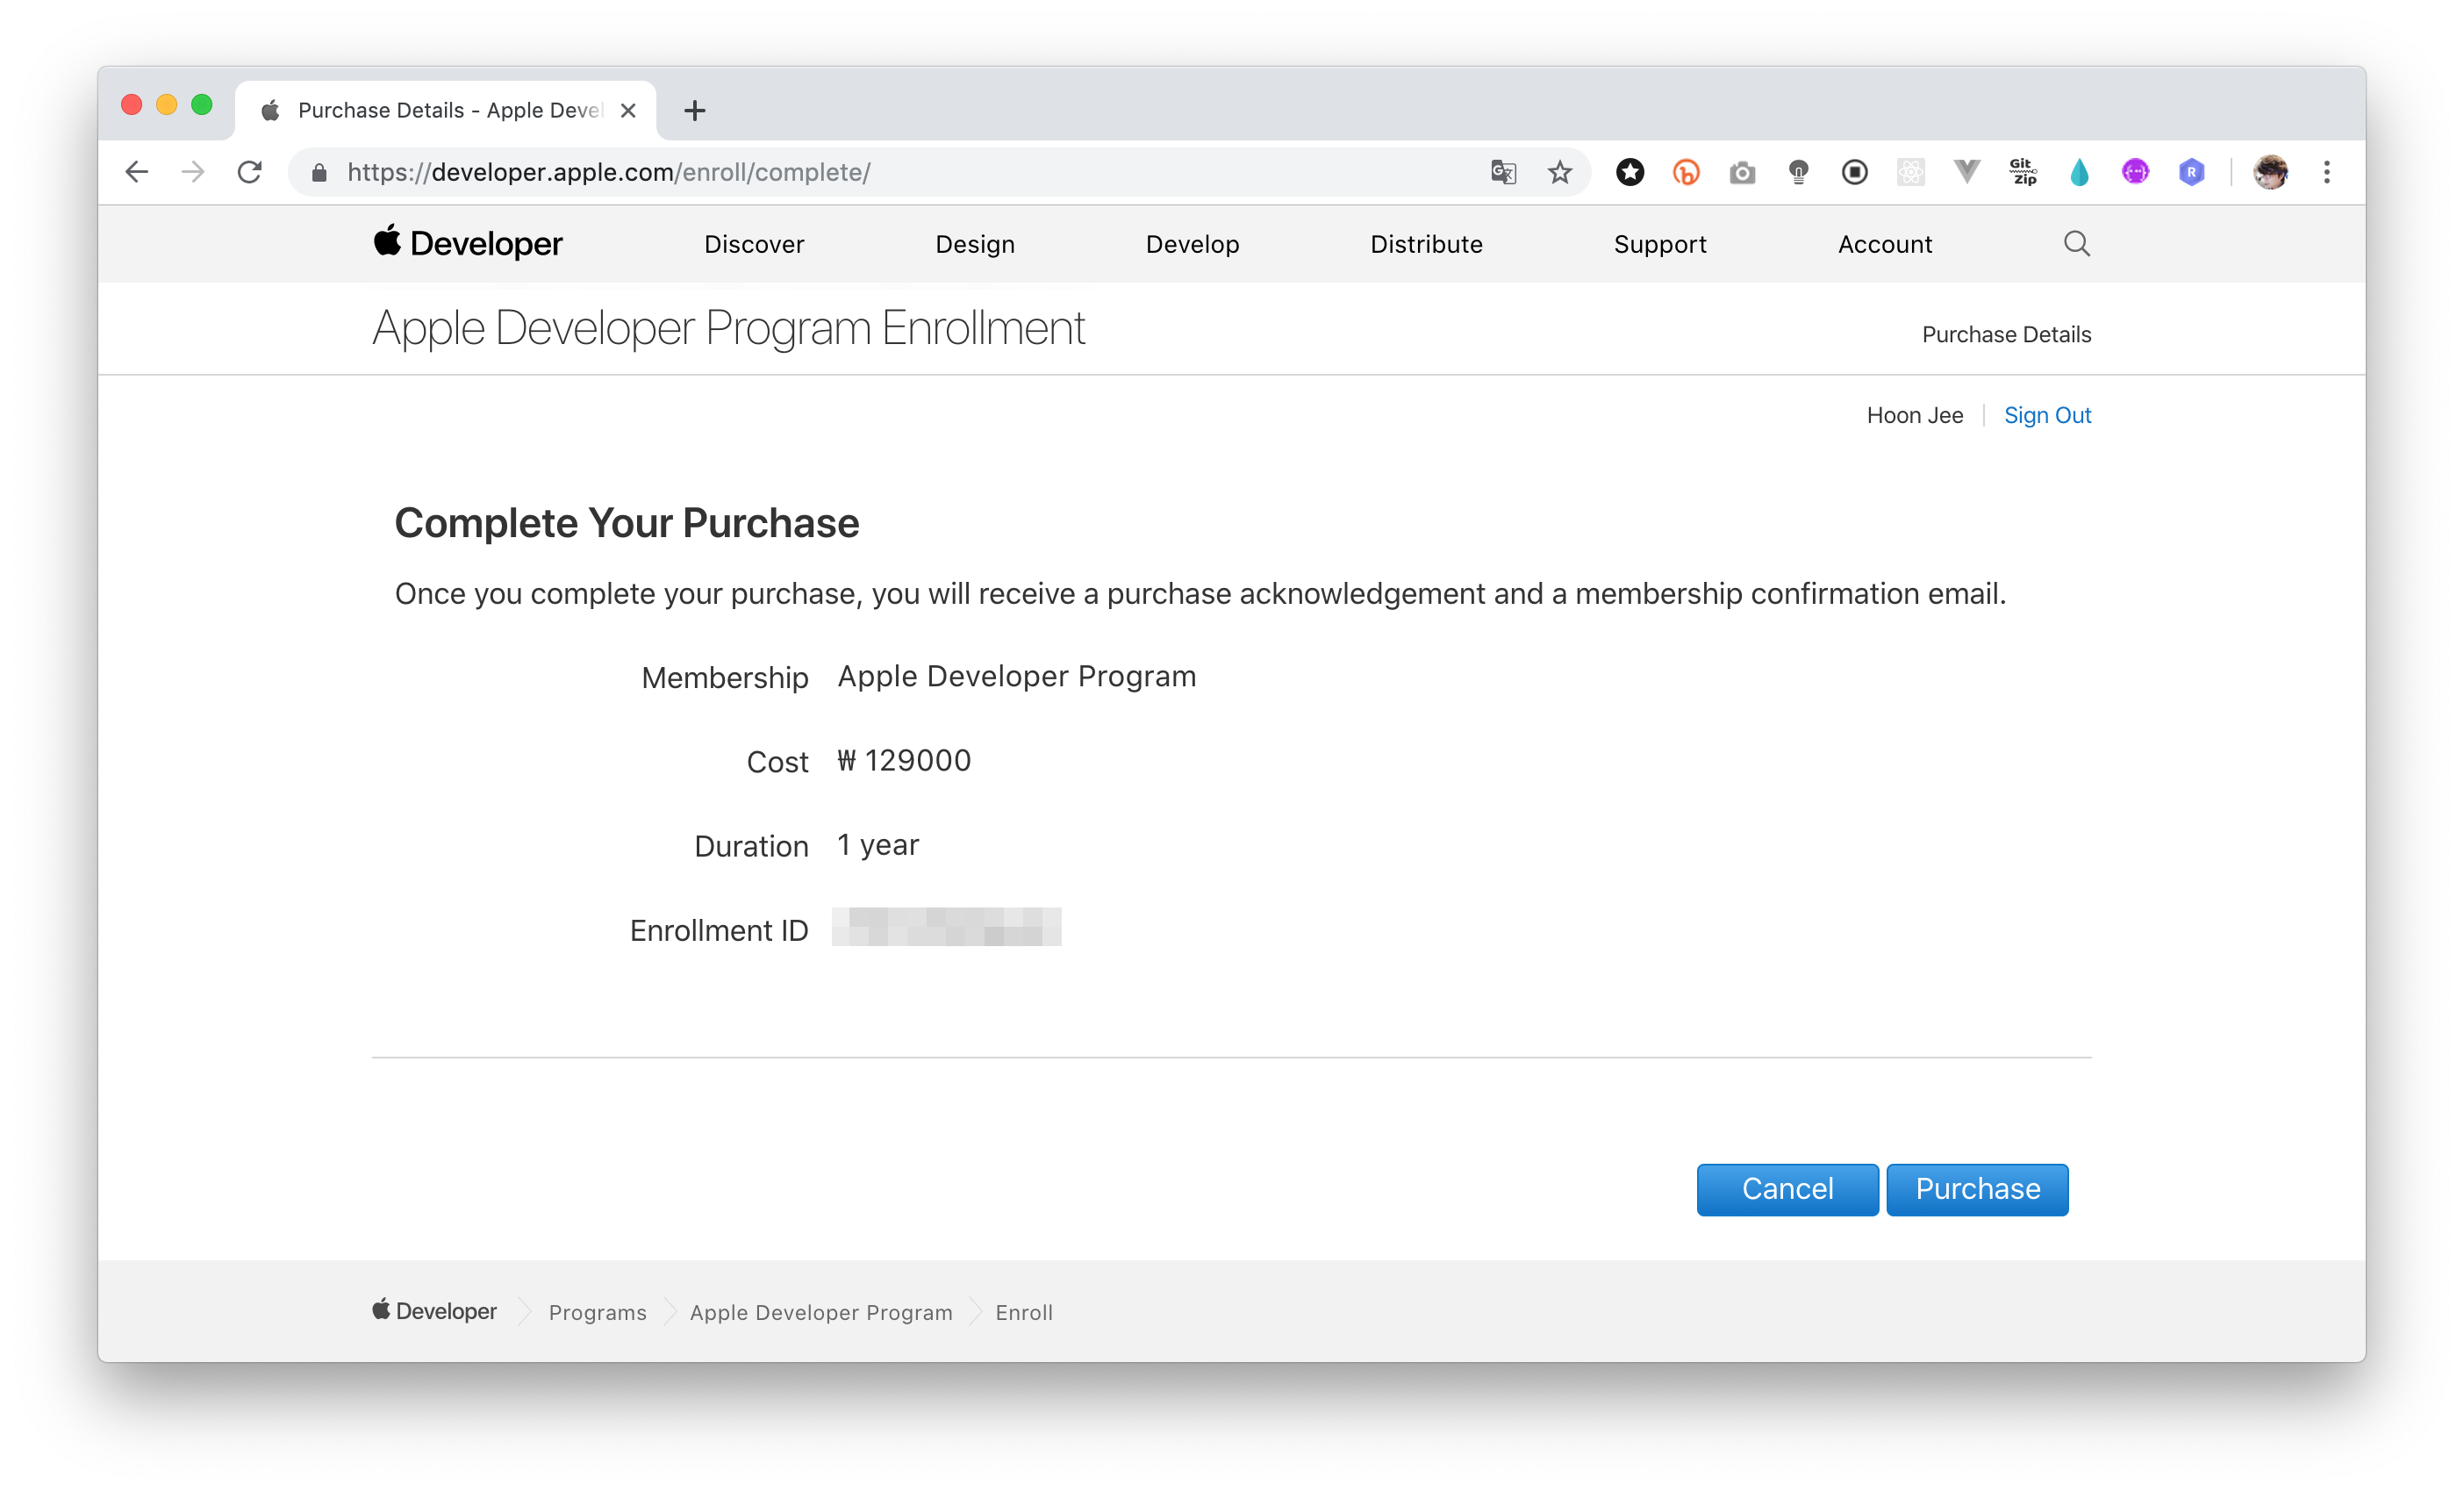 Purchase Details - Apple Devel
https://developer.apple.com/enroll/complete/
Git Zip
R
Developer Discover Design Develop Distribute Support Account
Apple Developer Program Enrollment
Purchase Details
Hoon Jee Sign Out
Complete Your Purchase
Once you complete your purchase, you will receive a purchase acknowledgement and a membership confirmation email.
Membership Apple Developer Program
Cost ₩ 129000
Duration 1 year
Enrollment ID
Cancel Purchase
Developer Programs Apple Developer Program Enroll